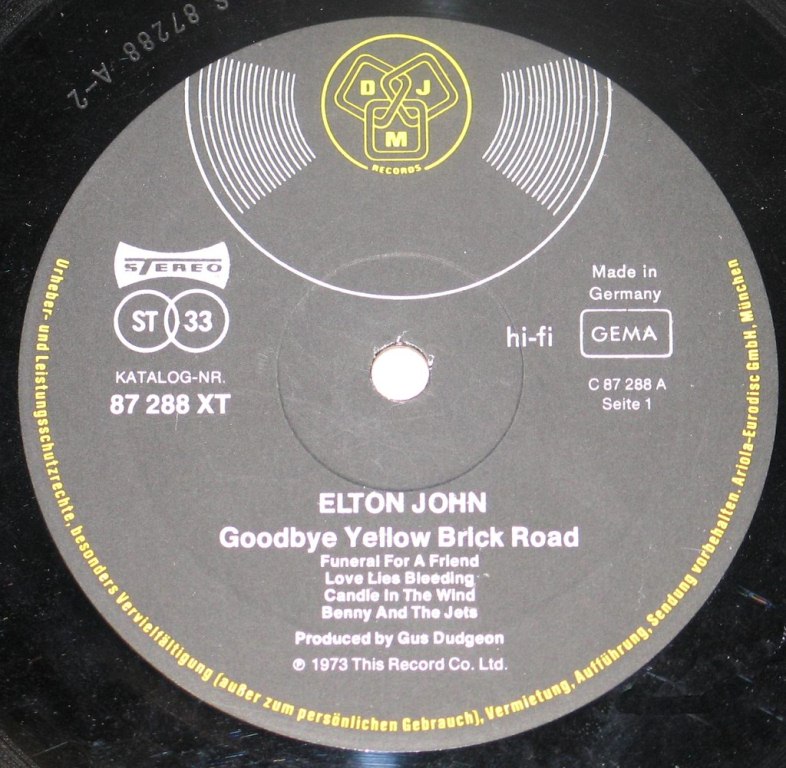 S 87288 A-2
DJM
RECORDS
STEREO
ST 33
KATALOG-NR.
87 288 XT
Made in
Germany
hi-fi
GEMA
C 87 288 A
Seite 1
ELTON JOHN
Goodbye Yellow Brick Road
Funeral For A Friend
Love Lies Bleeding
Candle In The Wind
Benny And The Jets
Produced by Gus Dudgeon
℗ 1973 This Record Co. Ltd.
Urheber- und Leistungsschutzrechte, besonders Vervielfältigung (außer zum persönlichen Gebrauch), Vermietung, Aufführung, Sendung vorbehalten. Ariola-Eurodisc GmbH, München